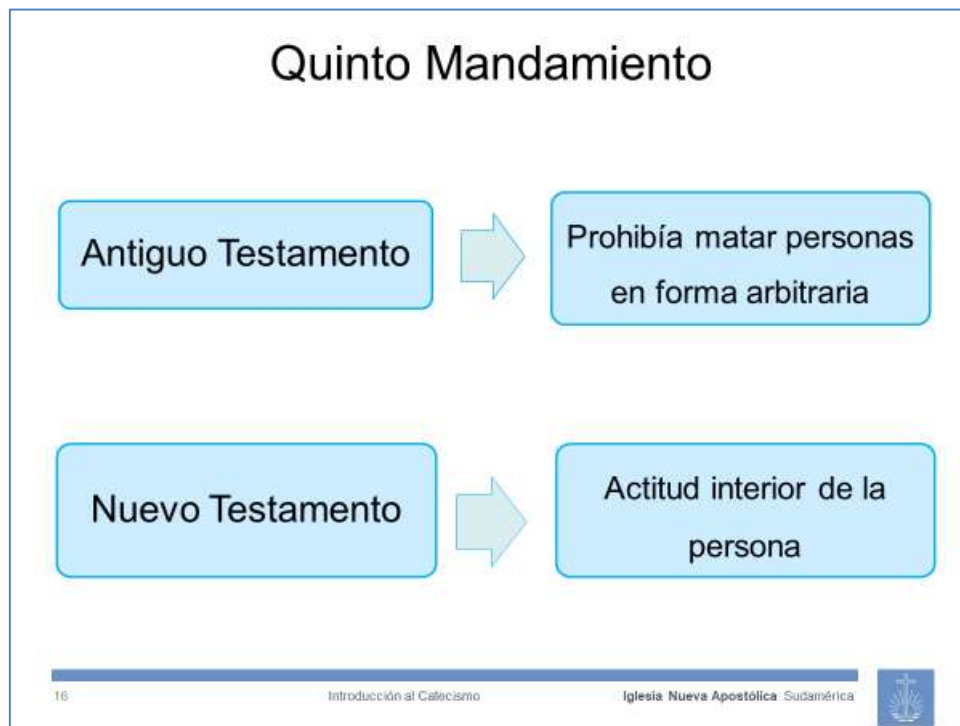 Quinto Mandamiento
Antiguo Testamento
Prohibía matar personas
en forma arbitraria
Nuevo Testamento
Actitud interior de la
persona
16
Introducción al Catecismo
Iglesia Nueva Apostólica Sudamérica